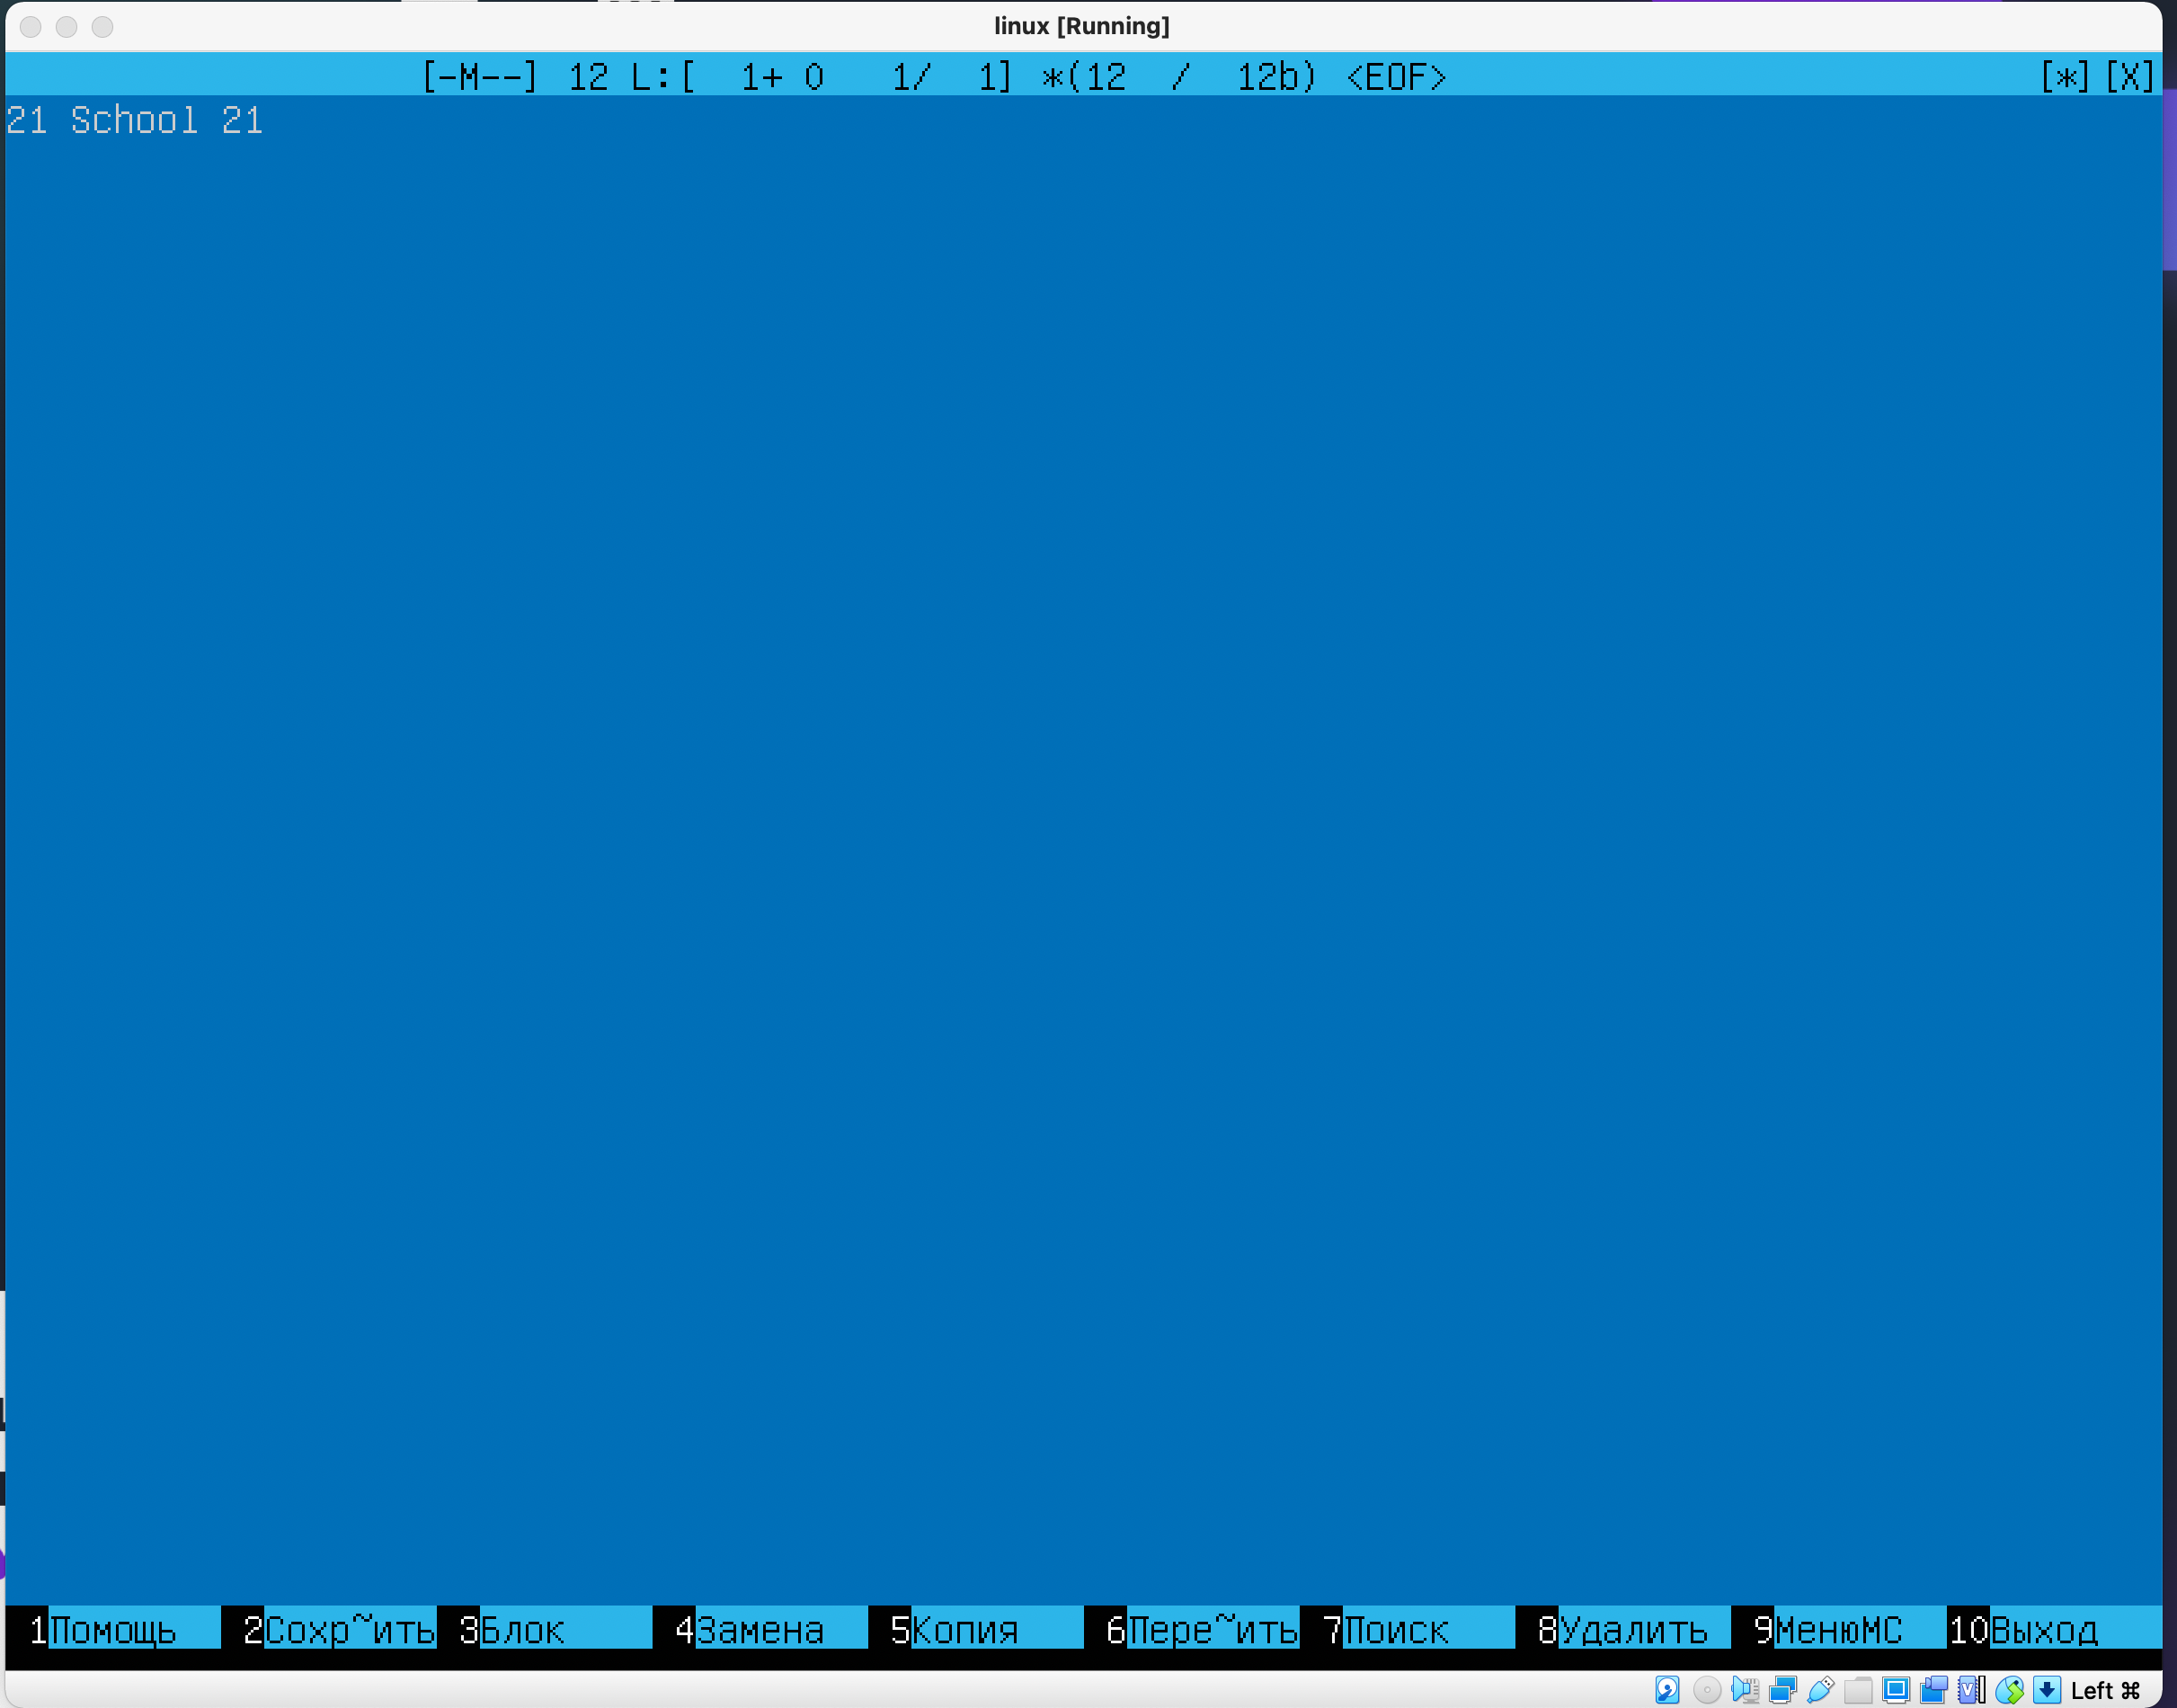 linux [Running]
[-M--] 12 L:[  1+ 0   1/  1] *(12  /  12b) <EOF> [*][X]
21 School 21
1Помощь 2Сохр~ить 3Блок 4Замена 5Копия 6Пере~ить 7Поиск 8Удалить 9МенюMC 10Выход
Left ⌘